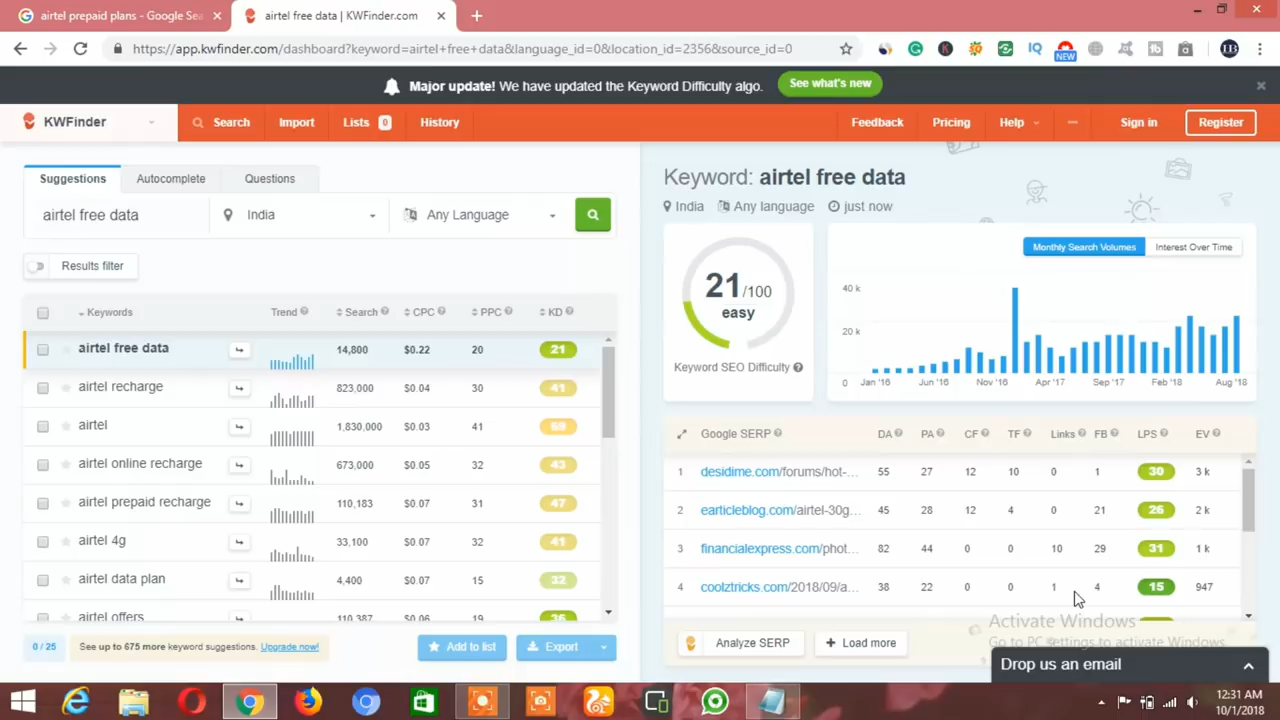 airtel prepaid plans - Google Sea
airtel free data | KWFinder.com
https://app.kwfinder.com/dashboard?keyword=airtel+free+data&language_id=0&location_id=2356&source_id=0
NEW
Major update! We have updated the Keyword Difficulty algo.
See what's new
KWFinder
Search
Import
Lists 0
History
Feedback
Pricing
Help
Sign in
Register
Suggestions
Autocomplete
Questions
airtel free data
India
Any Language
Results filter
Keywords Trend Search CPC PPC KD
airtel free data 14,800 $0.22 20 21
airtel recharge 823,000 $0.04 30 41
airtel 1,830,000 $0.03 41 69
airtel online recharge 673,000 $0.05 32 43
airtel prepaid recharge 110,183 $0.07 31 47
airtel 4g 33,100 $0.07 32 41
airtel data plan 4,400 $0.07 15 32
airtel offers 110,387 $0.06 19 36
0 / 25
See up to 675 more keyword suggestions. Upgrade now!
Add to list
Export
Keyword: airtel free data
India Any language just now
21/100
easy
Keyword SEO Difficulty
Monthly Search Volumes
Interest Over Time
40 k
20 k
0
Jan '16 Jun '16 Nov '16 Apr '17 Sep '17 Feb '18 Aug '18
Google SERP DA PA CF TF Links FB LPS EV
1 desidime.com/forums/hot-... 55 27 12 10 0 1 30 3 k
2 earticleblog.com/airtel-30g... 45 28 12 4 0 21 26 2 k
3 financialexpress.com/phot... 82 44 0 0 10 29 31 1 k
4 coolztricks.com/2018/09/a... 38 22 0 0 1 4 15 947
Analyze SERP
Load more
Activate Windows
Go to PC settings to activate Windows.
Drop us an email
12:31 AM
10/1/2018